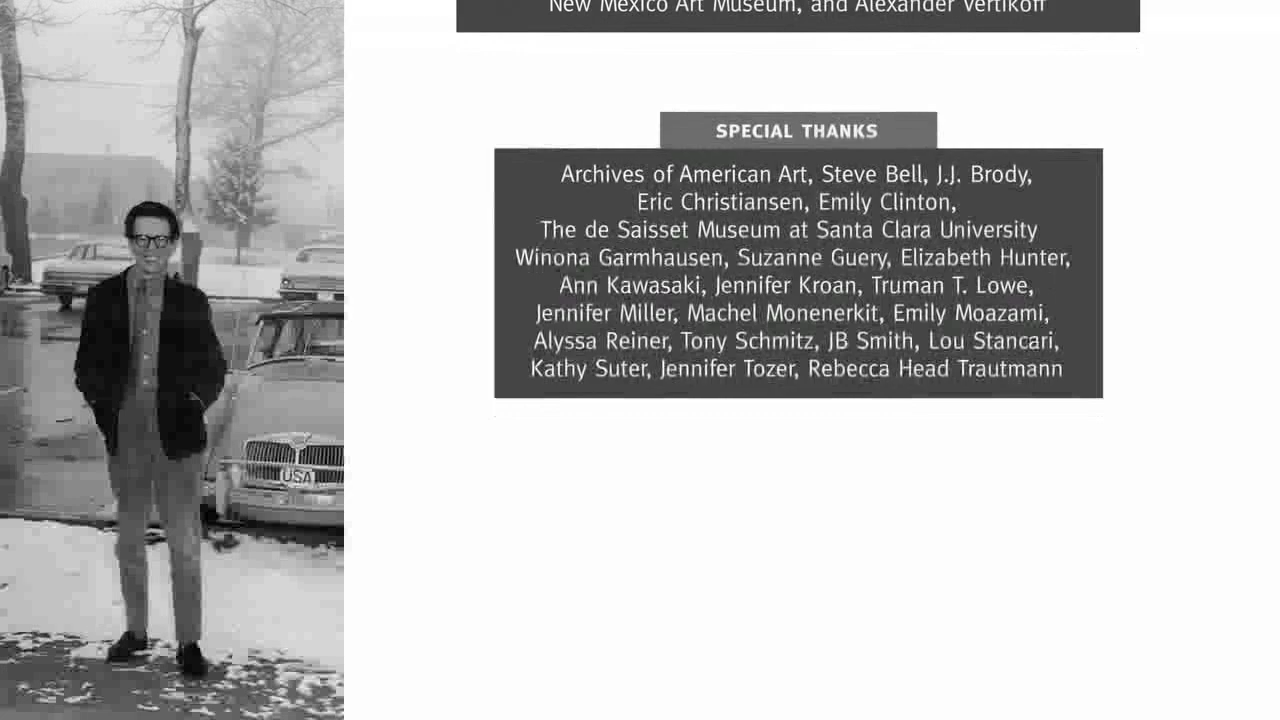 New Mexico Art Museum, and Alexander Vertikoff
SPECIAL THANKS
Archives of American Art, Steve Bell, J.J. Brody,
Eric Christiansen, Emily Clinton,
The de Saisset Museum at Santa Clara University
Winona Garmhausen, Suzanne Guery, Elizabeth Hunter,
Ann Kawasaki, Jennifer Kroan, Truman T. Lowe,
Jennifer Miller, Machel Monenerkit, Emily Moazami,
Alyssa Reiner, Tony Schmitz, JB Smith, Lou Stancari,
Kathy Suter, Jennifer Tozer, Rebecca Head Trautmann
USA